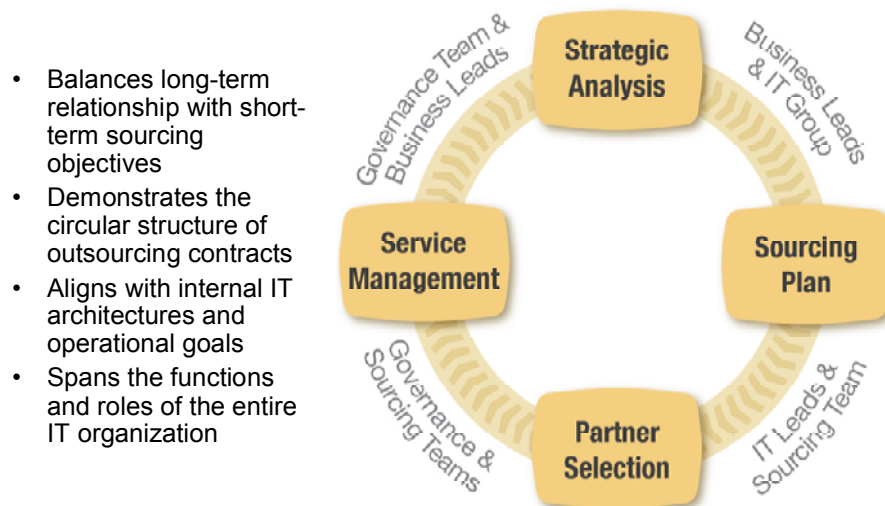 • Balances long-term
relationship with short-
term sourcing
objectives
• Demonstrates the
circular structure of
outsourcing contracts
• Aligns with internal IT
architectures and
operational goals
• Spans the functions
and roles of the entire
IT organization
Governance Team &
Business Leads
Strategic
Analysis
Business Leads
& IT Group
Service
Management
Sourcing
Plan
Governance &
Sourcing Teams
Partner
Selection
IT Leads &
Sourcing Team